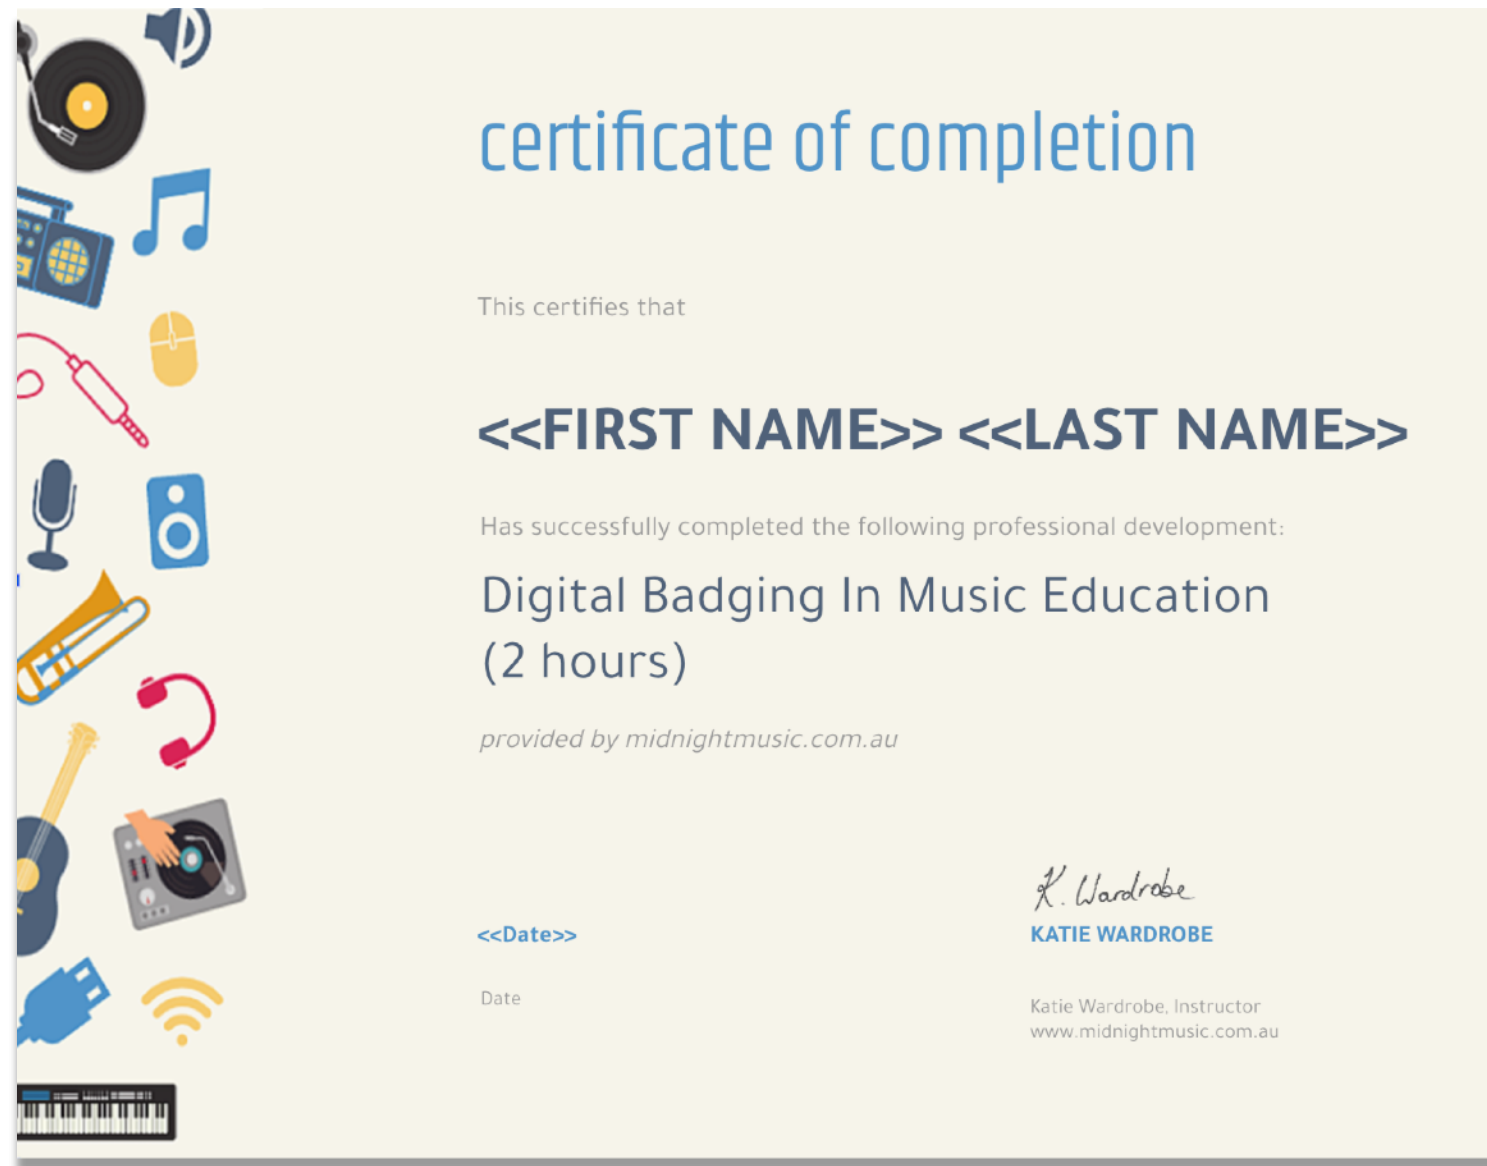 certificate of completion
This certifies that
<<FIRST NAME>> <<LAST NAME>>
Has successfully completed the following professional development:
Digital Badging In Music Education
(2 hours)
provided by midnightmusic.com.au
K. Wardrobe
<<Date>>
KATIE WARDROBE
Date
Katie Wardrobe, Instructor
www.midnightmusic.com.au